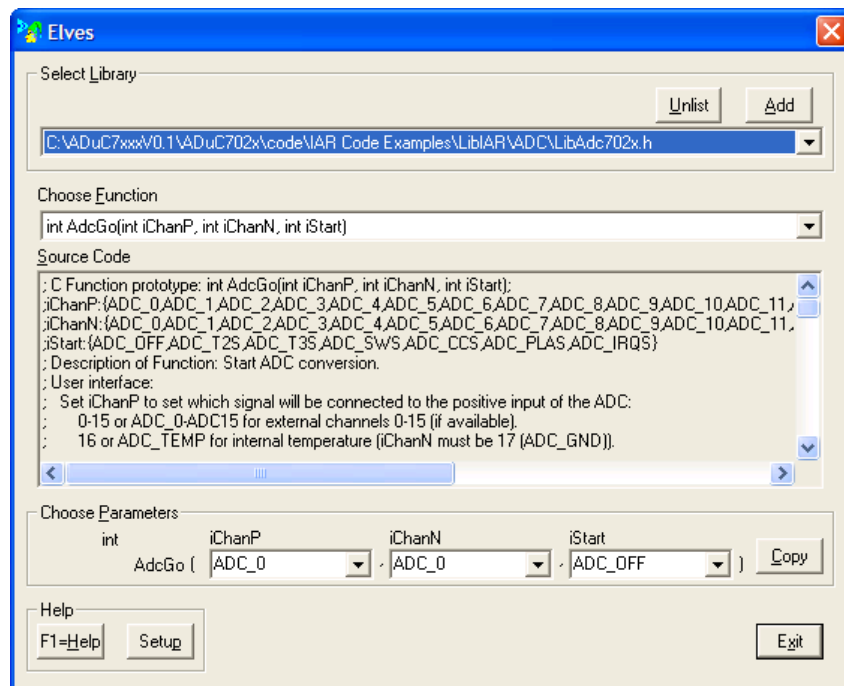 Elves
Select Library
Unlist Add
C:\ADuC7xxxV0.1\ADuC702x\code\IAR Code Examples\LibIAR\ADC\LibAdc702x.h
Choose Function
int AdcGo(int iChanP, int iChanN, int iStart)
Source Code
; C Function prototype: int AdcGo(int iChanP, int iChanN, int iStart);
;iChanP:{ADC_0,ADC_1,ADC_2,ADC_3,ADC_4,ADC_5,ADC_6,ADC_7,ADC_8,ADC_9,ADC_10,ADC_11,
;iChanN:{ADC_0,ADC_1,ADC_2,ADC_3,ADC_4,ADC_5,ADC_6,ADC_7,ADC_8,ADC_9,ADC_10,ADC_11,
;iStart:{ADC_OFF,ADC_T2S,ADC_T3S,ADC_SWS,ADC_CCS,ADC_PLAS,ADC_IRQS}
; Description of Function: Start ADC conversion.
; User interface:
; Set iChanP to set which signal will be connected to the positive input of the ADC:
; 0-15 or ADC_0-ADC15 for external channels 0-15 (if available).
; 16 or ADC_TEMP for internal temperature (iChanN must be 17 (ADC_GND)).
Choose Parameters
int iChanP iChanN iStart
AdcGo ( ADC_0 , ADC_0 , ADC_OFF ) Copy
Help
F1=Help Setup Exit